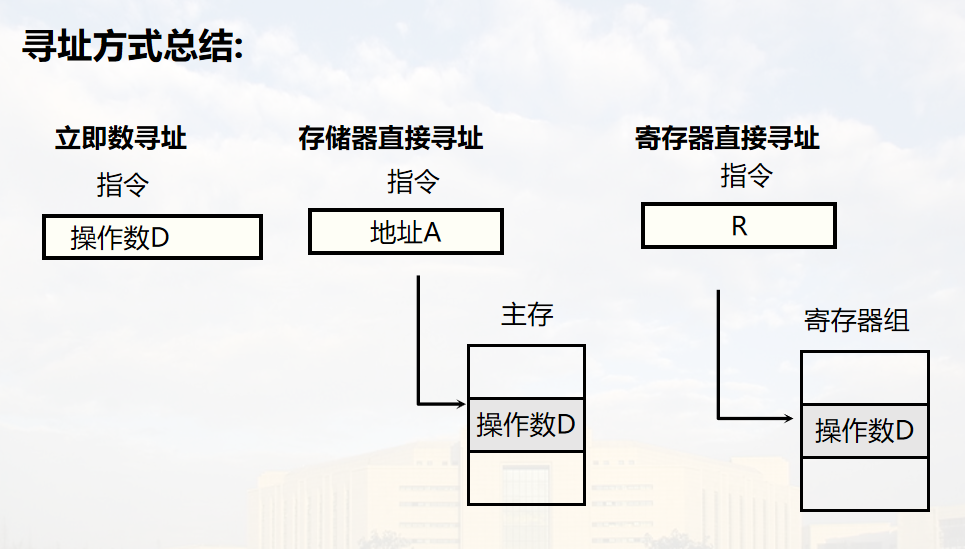 寻址方式总结:
立即数寻址
指令
操作数D
存储器直接寻址
指令
地址A
主存
操作数D
寄存器直接寻址
指令
R
寄存器组
操作数D